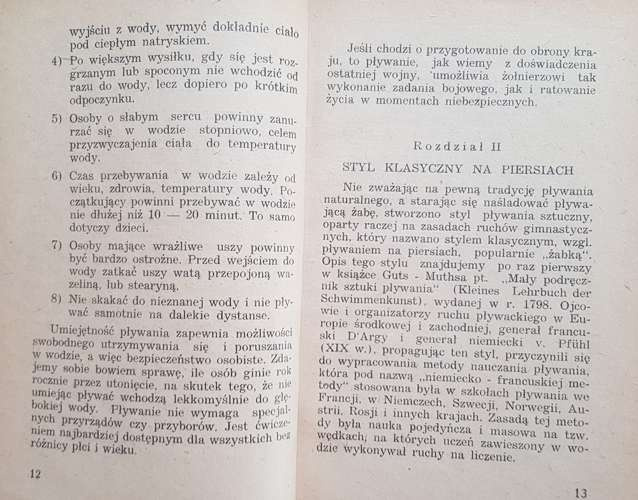 wyjściu z wody, wymyć dokładnie ciało
pod ciepłym natryskiem.
4) Po większym wysiłku, gdy się jest roz-
grzanym lub spoconym nie wchodzić od
razu do wody, lecz dopiero po krótkim
odpoczynku.
5) Osoby o słabym sercu powinny zanu-
rzać się w wodzie stopniowo, celem
przyzwyczajenia ciała do temperatury
wody.
6) Czas przebywania w wodzie zależy od
wieku, zdrowia, temperatury wody. Po-
czątkujący powinni przebywać w wodzie
nie dłużej niż 10 — 20 minut. To samo
dotyczy dzieci.
7) Osoby mające wrażliwe uszy powinny
być bardzo ostrożne. Przed wejściem do
wody zatkać uszy watą przepojoną wa-
zeliną, lub stearyną.
8) Nie skakać do nieznanej wody i nie pły-
wać samotnie na dalekie dystanse.
Umiejętność pływania zapewnia możliwości
swobodnego utrzymywania się i poruszania
w wodzie, a więc bezpieczeństwo osobiste. Zda-
jemy sobie bowiem sprawę, ile osób ginie rok
rocznie przez utonięcie, na skutek tego, że nie
umiejąc pływać wchodzą lekkomyślnie do głę-
bokiej wody. Pływanie nie wymaga specjal-
nych przyrządów czy przyborów. Jest ćwicze-
niem najbardziej dostępnym dla wszystkich bez
różnicy płci i wieku.
12
Jeśli chodzi o przygotowanie do obrony kra-
ju, to pływanie, jak wiemy z doświadczenia
ostatniej wojny, umożliwia żołnierzowi tak
wykonanie zadania bojowego, jak i ratowanie
życia w momentach niebezpiecznych.
Rozdział II
STYL KLASYCZNY NA PIERSIACH
Nie zważając na pewną tradycję pływania
naturalnego, a starając się naśladować pływa-
jącą żabę, stworzono styl pływania sztuczny,
oparty raczej na zasadach ruchów gimnastycz-
nych, który nazwano stylem klasycznym, wzgl.
pływaniem na piersiach, popularnie „żabką".
Opis tego stylu znajdujemy po raz pierwszy
w książce Guts - Muthsa pt. „Mały podręcz-
nik sztuki pływania" (Kleines Lehrbuch der
Schwimmenkunst). wydanej w r. 1798. Ojco-
wie i organizatorzy ruchu pływackiego w Eu-
ropie środkowej i zachodniej, generał francu-
ski D'Argy i generał niemiecki v. Pfühl
(XIX w.), propagując ten styl, przyczynili się
do wypracowania metody nauczania pływania,
która pod nazwą „niemiecko - francuskiej me-
tody" stosowana była w szkołach pływania we
Francji, w Niemczech, Szwecji, Norwegii, Au-
strii, Rosji i innych krajach. Zasadą tej meto-
dy była nauka pojedyńcza i masowa na tzw.
wędkach; na których uczeń zawieszony w wo-
dzie wykonywał ruchy na liczenie.
13